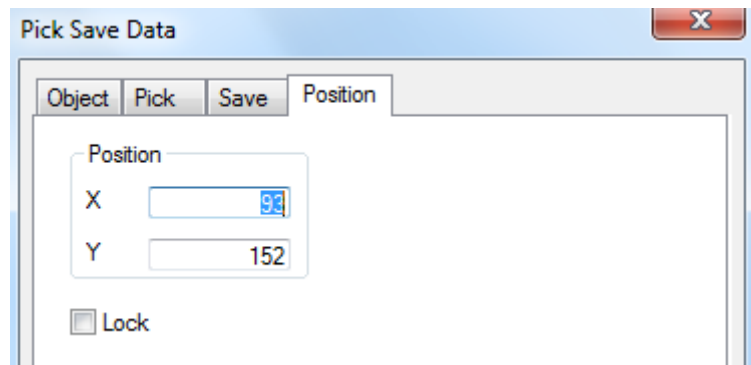 Pick Save Data
Object Pick Save Position
Position
X 93
Y 152
Lock